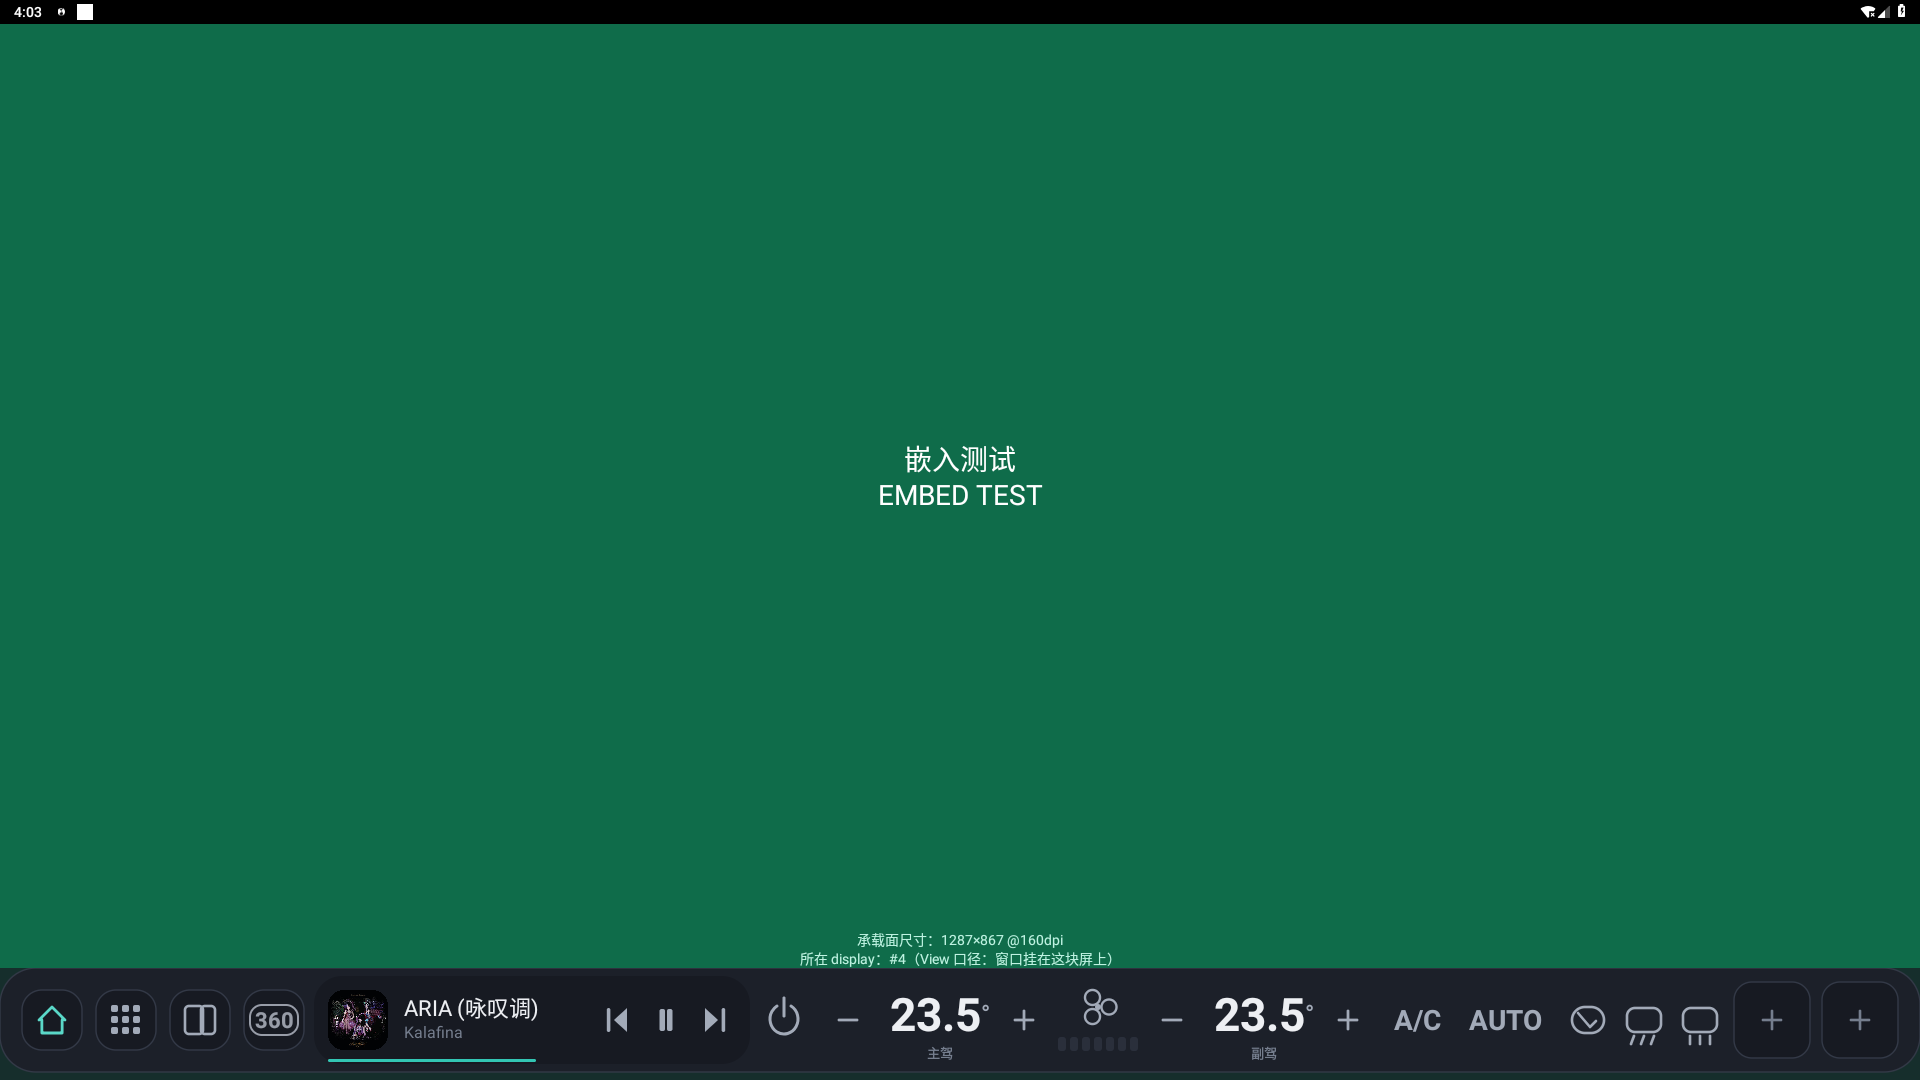 4:03
嵌入测试
EMBED TEST
承载面尺寸：1287×867 @160dpi
所在 display：#4（View 口径：窗口挂在这块屏上）
360
ARIA (咏叹调)
Kalafina
23.5°
主驾
23.5°
副驾
A/C
AUTO